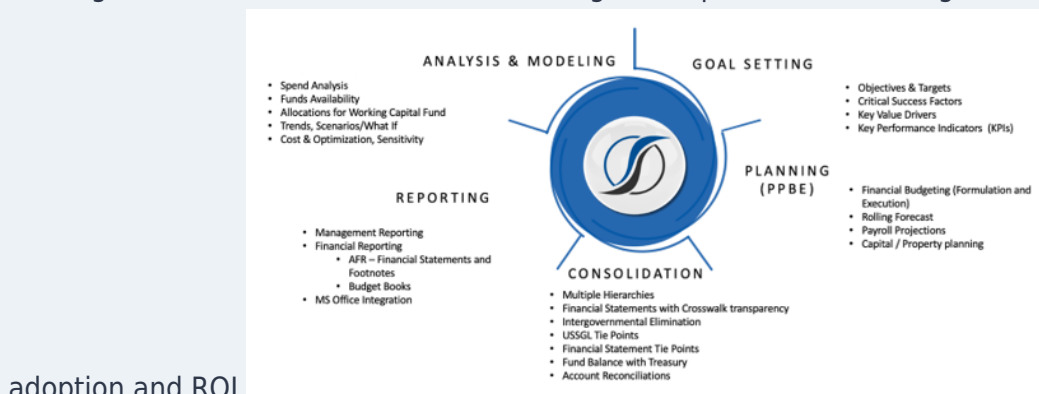 adoption and ROI
ANALYSIS & MODELING
• Spend Analysis
• Funds Availability
• Allocations for Working Capital Fund
• Trends, Scenarios/What If
• Cost & Optimization, Sensitivity
GOAL SETTING
• Objectives & Targets
• Critical Success Factors
• Key Value Drivers
• Key Performance Indicators (KPIs)
PLANNING
(PPBE)
• Financial Budgeting (Formulation and
Execution)
• Rolling Forecast
• Payroll Projections
• Capital / Property planning
CONSOLIDATION
• Multiple Hierarchies
• Financial Statements with Crosswalk transparency
• Intergovernmental Elimination
• USSGL Tie Points
• Financial Statement Tie Points
• Fund Balance with Treasury
• Account Reconciliations
REPORTING
• Management Reporting
• Financial Reporting
• AFR – Financial Statements and
Footnotes
• Budget Books
• MS Office Integration